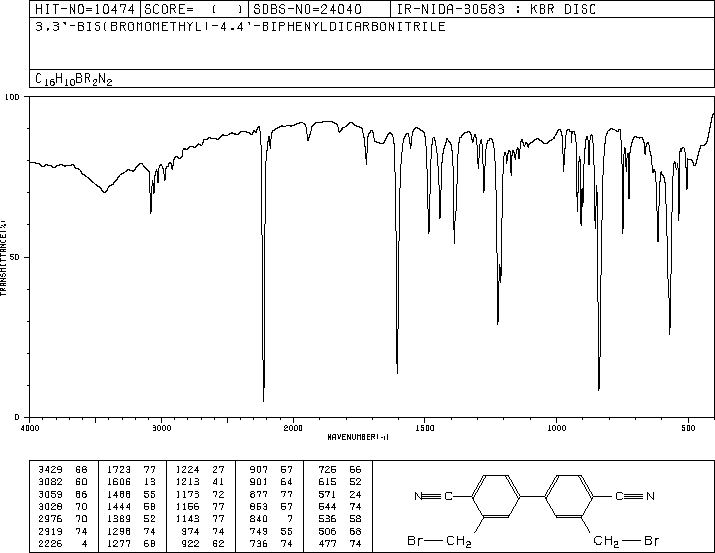 HIT-NO=10474 SCORE= ( ) SDBS-NO=24040 IR-NIDA-30583 : KBR DISC
3,3'-BIS(BROMOMETHYL)-4,4'-BIPHENYLDICARBONITRILE
C16H10BR2N2
100
50
0
TRANSMITTANCE(%)
4000 3000 2000 1500 1000 500
WAVENUMBER(-1)
3429 68 1723 77 1224 27 907 57 726 66
3082 60 1606 13 1213 41 901 64 615 52
3059 66 1488 55 1173 72 877 77 571 24
3028 70 1444 60 1156 77 853 57 544 74
2976 70 1389 52 1143 77 840 7 536 58
2919 74 1298 74 974 74 749 55 506 68
2226 4 1277 68 922 62 736 74 477 74
N C C N
Br CH2 CH2 Br